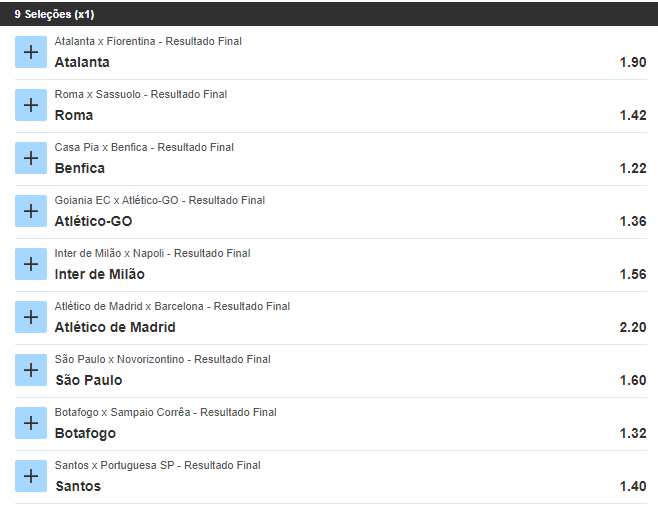 9 Seleções (x1)
Atalanta x Fiorentina - Resultado Final
Atalanta 1.90
Roma x Sassuolo - Resultado Final
Roma 1.42
Casa Pia x Benfica - Resultado Final
Benfica 1.22
Goiania EC x Atlético-GO - Resultado Final
Atlético-GO 1.36
Inter de Milão x Napoli - Resultado Final
Inter de Milão 1.56
Atlético de Madrid x Barcelona - Resultado Final
Atlético de Madrid 2.20
São Paulo x Novorizontino - Resultado Final
São Paulo 1.60
Botafogo x Sampaio Corrêa - Resultado Final
Botafogo 1.32
Santos x Portuguesa SP - Resultado Final
Santos 1.40